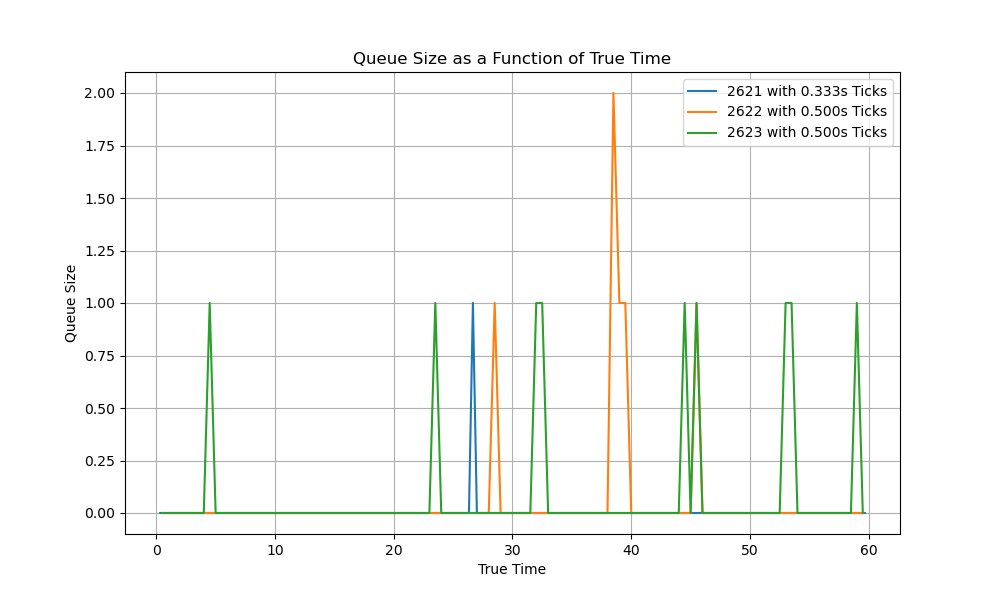 Queue Size as a Function of True Time
2621 with 0.333s Ticks
2622 with 0.500s Ticks
2623 with 0.500s Ticks
Queue Size
2.00
1.75
1.50
1.25
1.00
0.75
0.50
0.25
0.00
0 10 20 30 40 50 60
True Time